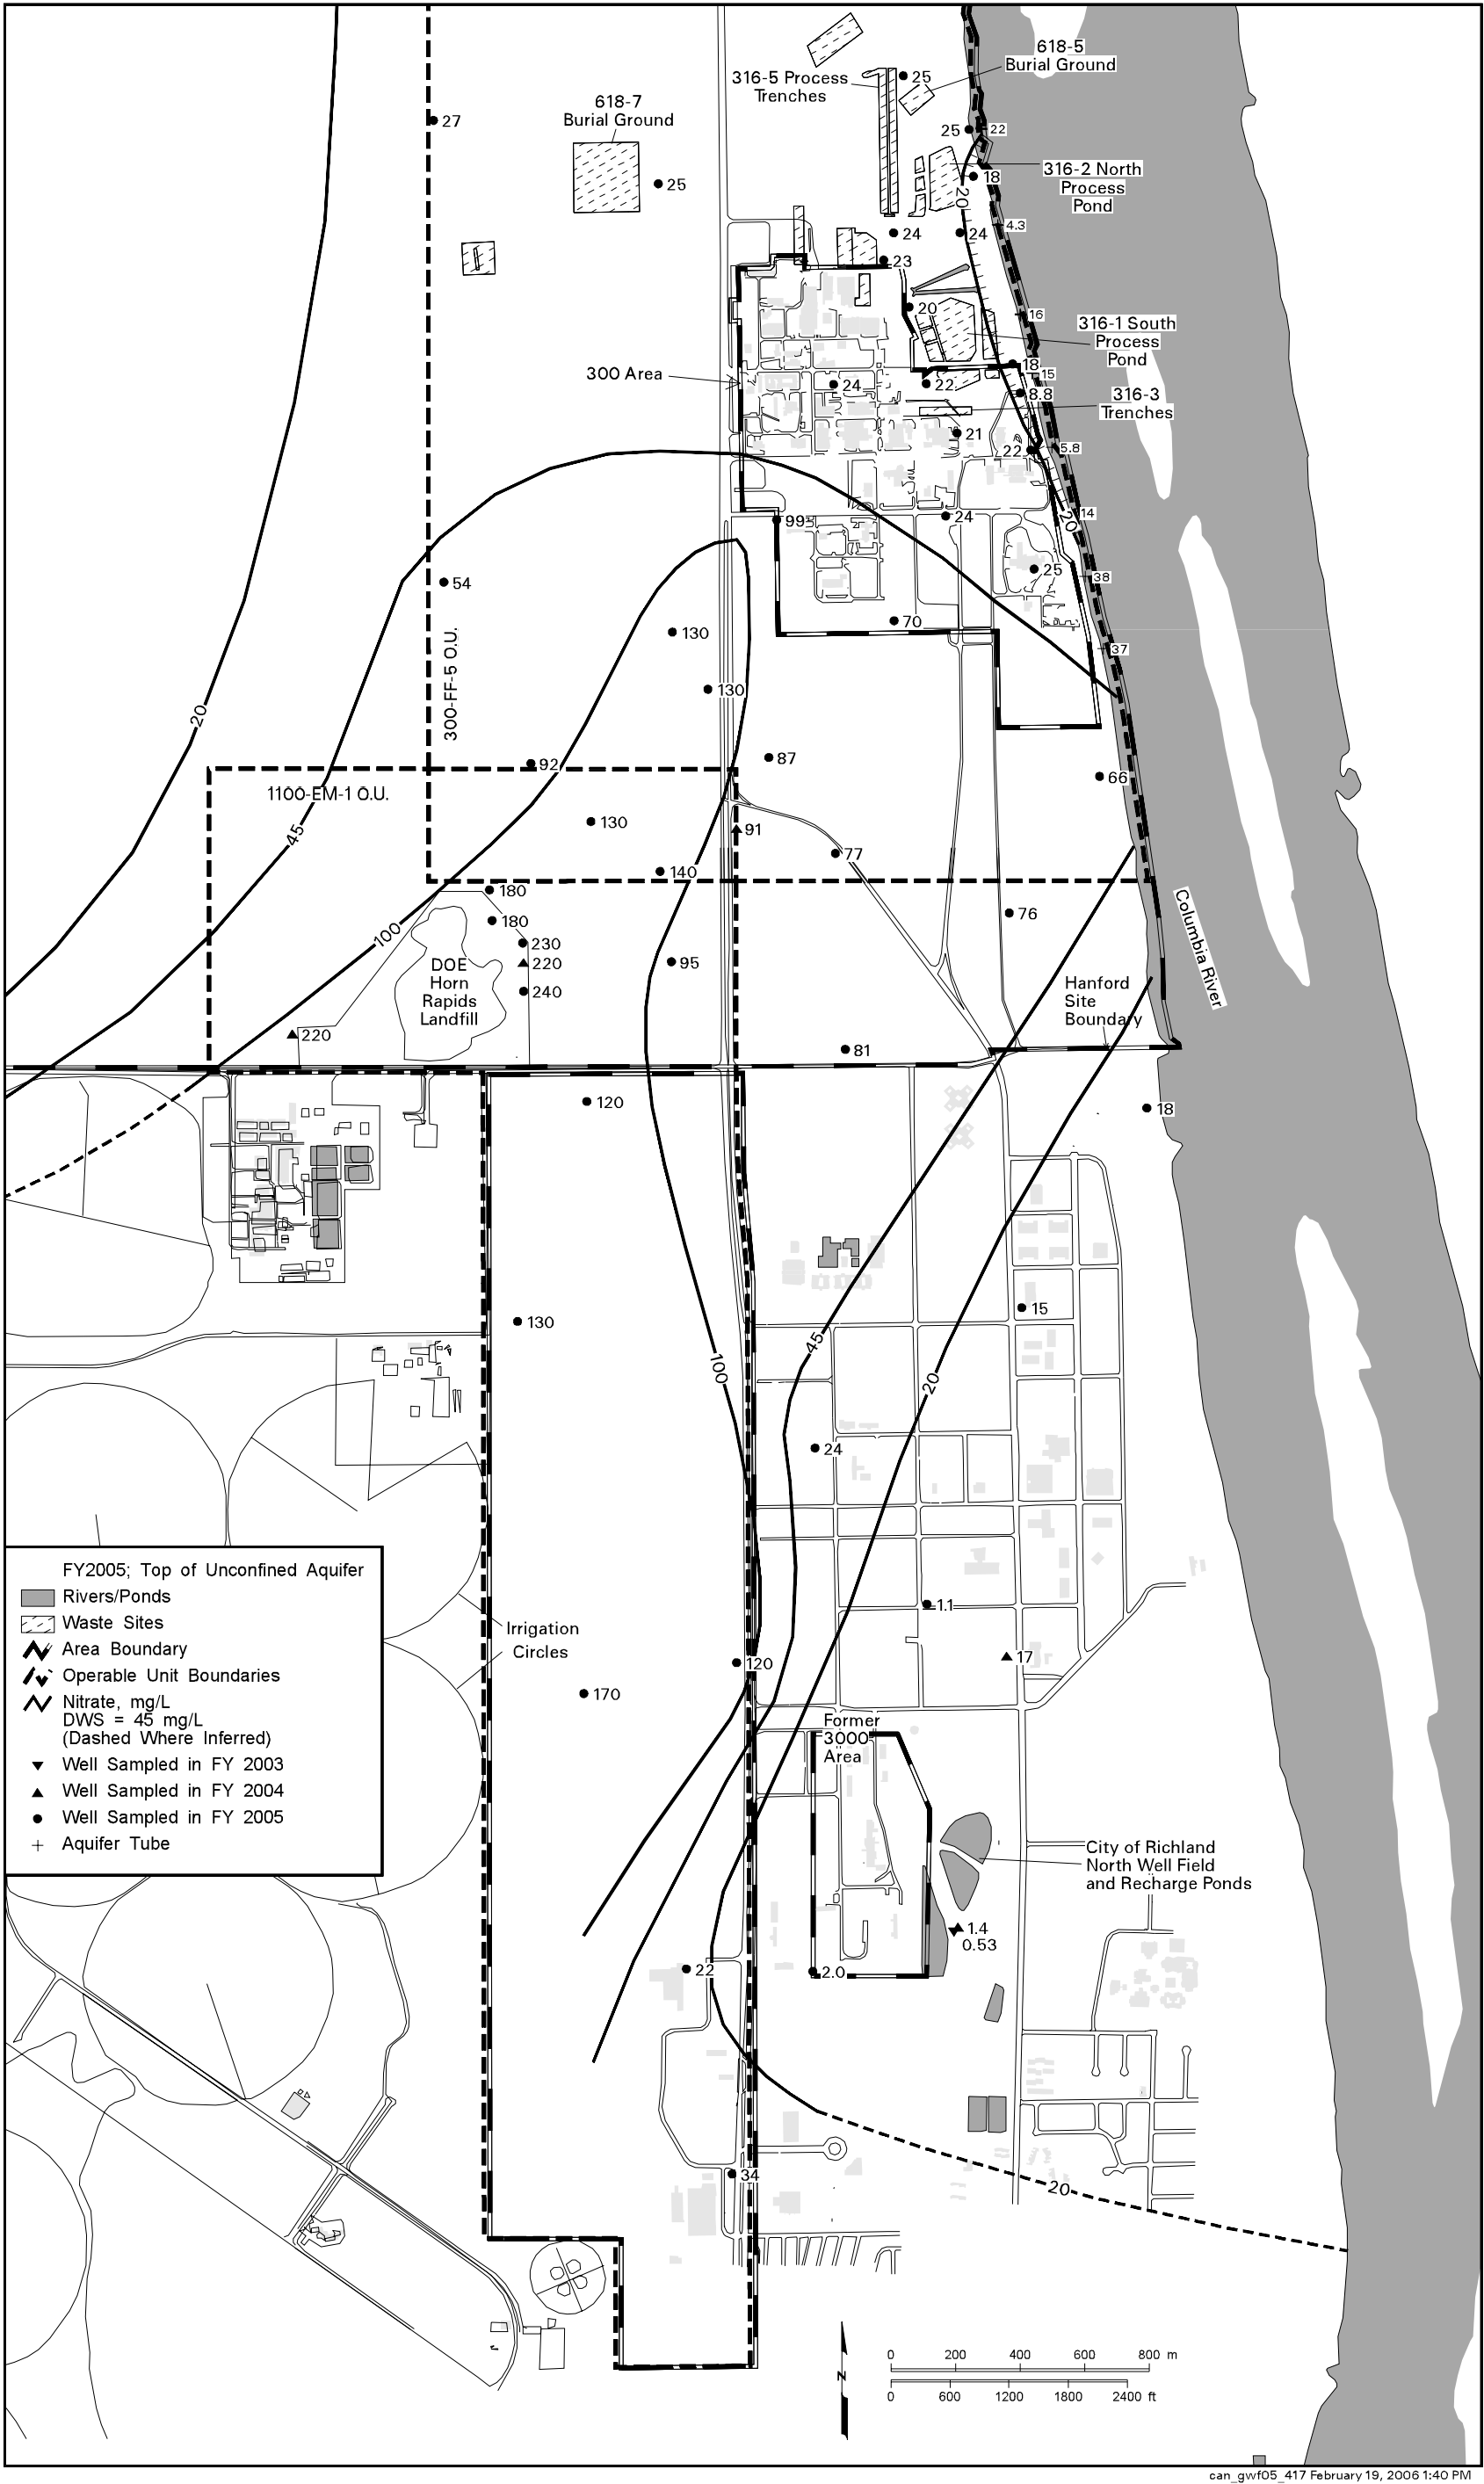 618-5
Burial Ground
316-5 Process
Trenches
25
618-7
Burial Ground
27
25
22
25
316-2 North
Process
Pond
18
20
4.3
24
24
23
20
16
316-1 South
Process
Pond
18
15
300 Area
24
22
8.8
316-3
Trenches
21
22
5.8
99
24
14
20
54
25
38
70
130
37
300-FF-5 O.U.
130
20
92
87
66
1100-EM-1 O.U.
130
91
45
77
140
180
76
180
100
230
220
240
95
DOE
Horn
Rapids
Landfill
Columbia River
Hanford
Site
Boundary
220
81
120
18
130
15
45
100
20
24
FY2005; Top of Unconfined Aquifer
Rivers/Ponds
Waste Sites
Area Boundary
Operable Unit Boundaries
Nitrate, mg/L
DWS = 45 mg/L
(Dashed Where Inferred)
Well Sampled in FY 2003
Well Sampled in FY 2004
Well Sampled in FY 2005
Aquifer Tube
Irrigation
Circles
1.1
17
120
170
Former
3000
Area
City of Richland
North Well Field
and Recharge Ponds
1.4
0.53
22
2.0
34
20
N
0 200 400 600 800 m
0 600 1200 1800 2400 ft
can_gwf05_417 February 19, 2006 1:40 PM